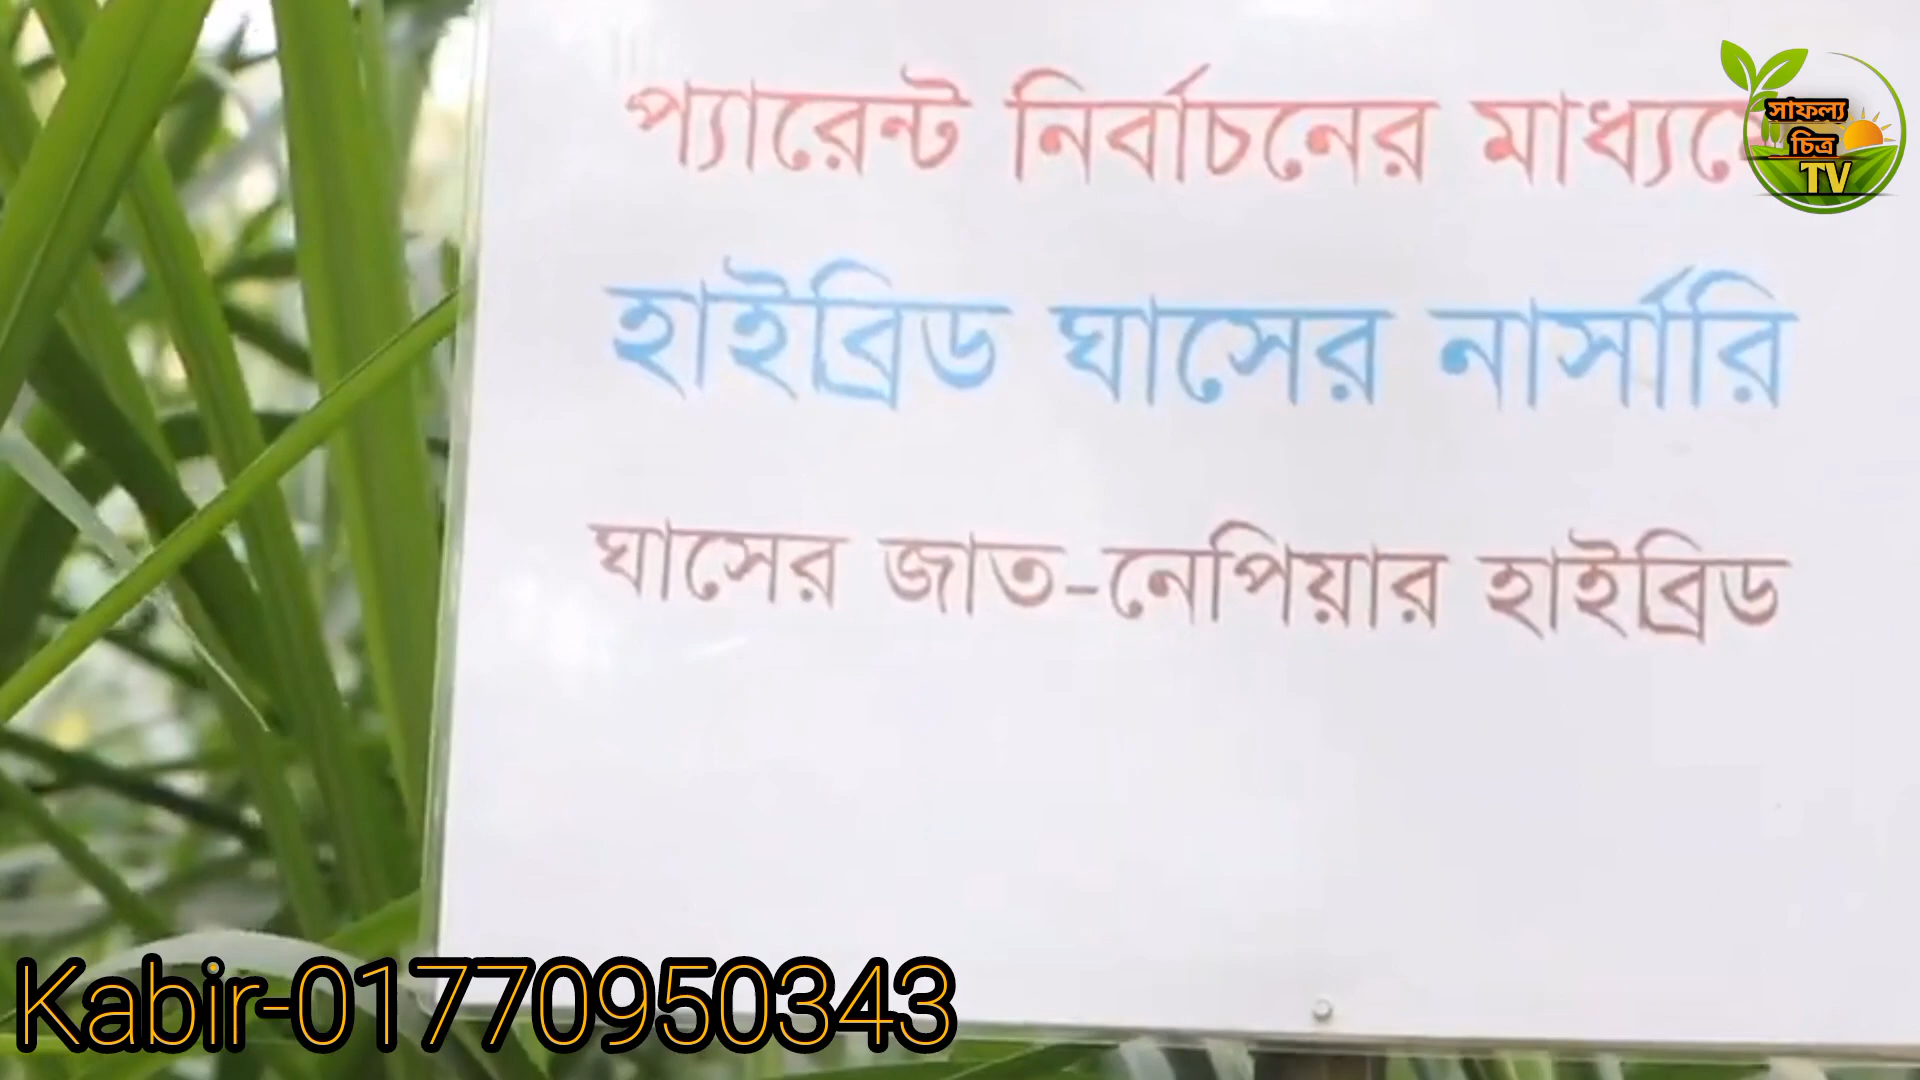 প্যারেন্ট নির্বাচনের মাধ্যমে
হাইব্রিড ঘাসের নার্সারি
ঘাসের জাত-নেপিয়ার হাইব্রিড
সাফল্য
চিত্র
TV
Kabir-01770950343